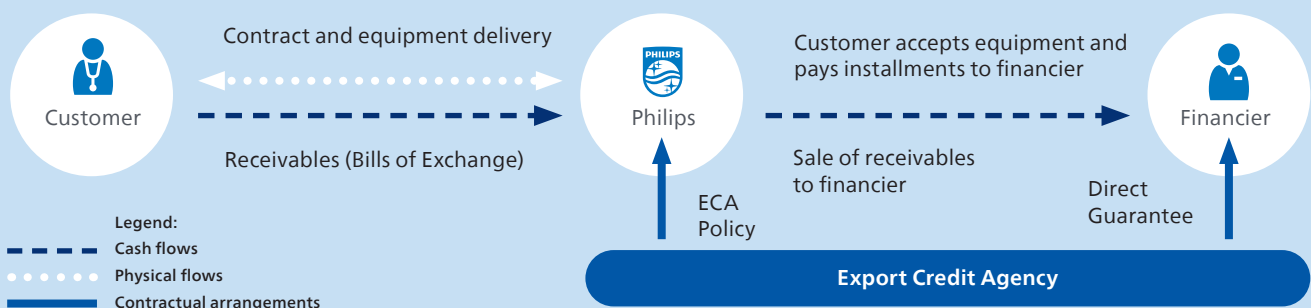 Contract and equipment delivery
Customer accepts equipment and
pays installments to financier
PHILIPS
Customer
Philips
Financier
Receivables (Bills of Exchange)
Sale of receivables
to financier
ECA
Policy
Direct
Guarantee
Legend:
Cash flows
Physical flows
Contractual arrangements
Export Credit Agency